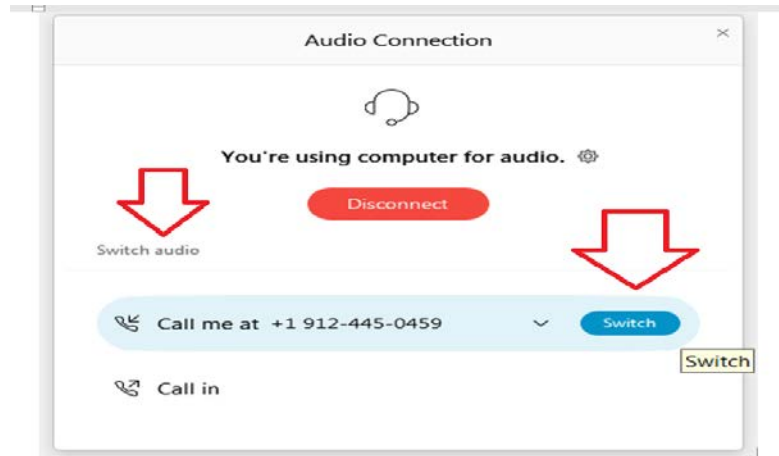 Audio Connection
You're using computer for audio.
Disconnect
Switch audio
Call me at +1 912-445-0459
Switch
Switch
Call in